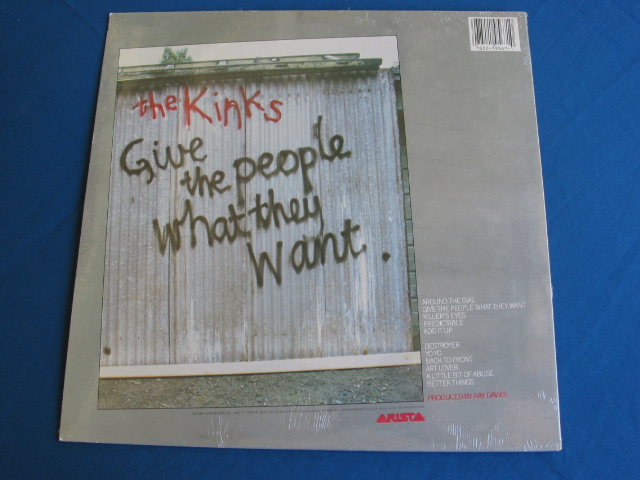 the Kinks
Give
the people
what they
want.
AROUND THE DIAL
GIVE THE PEOPLE WHAT THEY WANT
KILLER'S EYES
PREDICTABLE
ADD IT UP
DESTROYER
YO YO
BACK TO FRONT
ART LOVER
A LITTLE BIT OF ABUSE
BETTER THINGS
PRODUCED BY RAY DAVIES
ARISTA